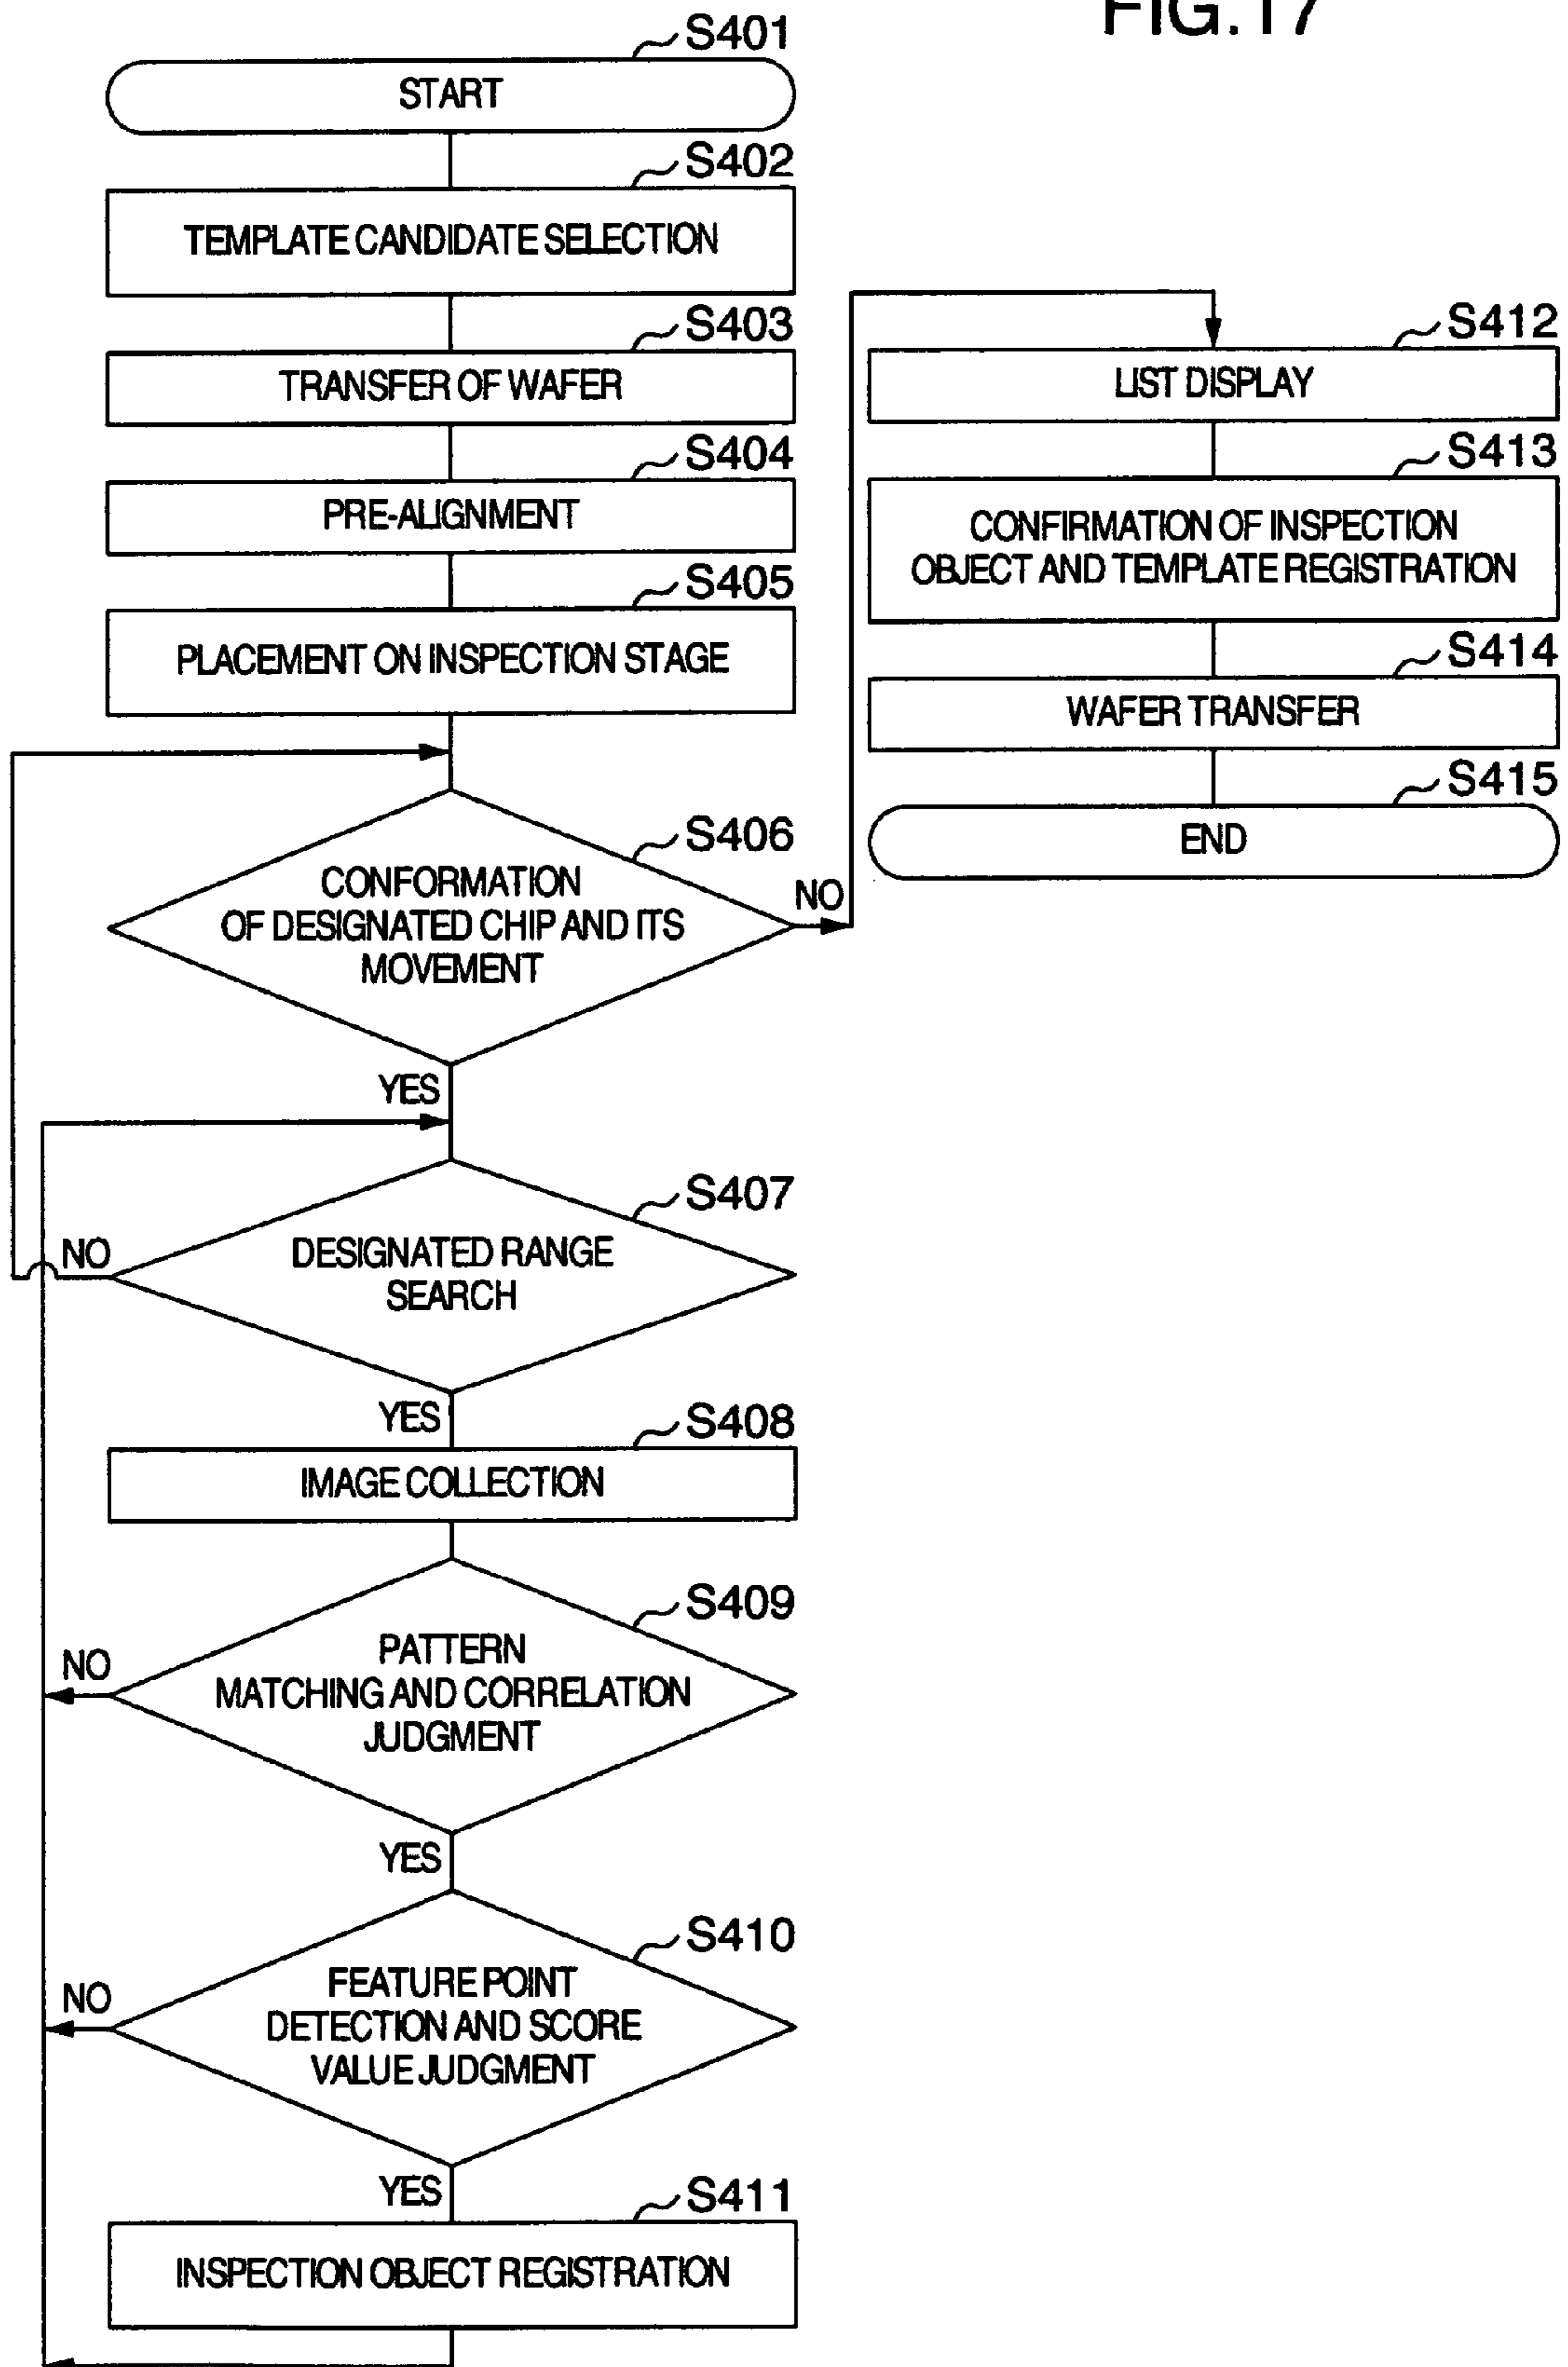 FIG.17
S401
START
S402
TEMPLATE CANDIDATE SELECTION
S403
TRANSFER OF WAFER
S404
PRE-ALIGNMENT
S405
PLACEMENT ON INSPECTION STAGE
S406
CONFORMATION
OF DESIGNATED CHIP AND ITS
MOVEMENT
NO
YES
S407
DESIGNATED RANGE
SEARCH
NO
YES
S408
IMAGE COLLECTION
S409
PATTERN
MATCHING AND CORRELATION
JUDGMENT
NO
YES
S410
FEATURE POINT
DETECTION AND SCORE
VALUE JUDGMENT
NO
YES
S411
INSPECTION OBJECT REGISTRATION
S412
LIST DISPLAY
S413
CONFIRMATION OF INSPECTION
OBJECT AND TEMPLATE REGISTRATION
S414
WAFER TRANSFER
S415
END